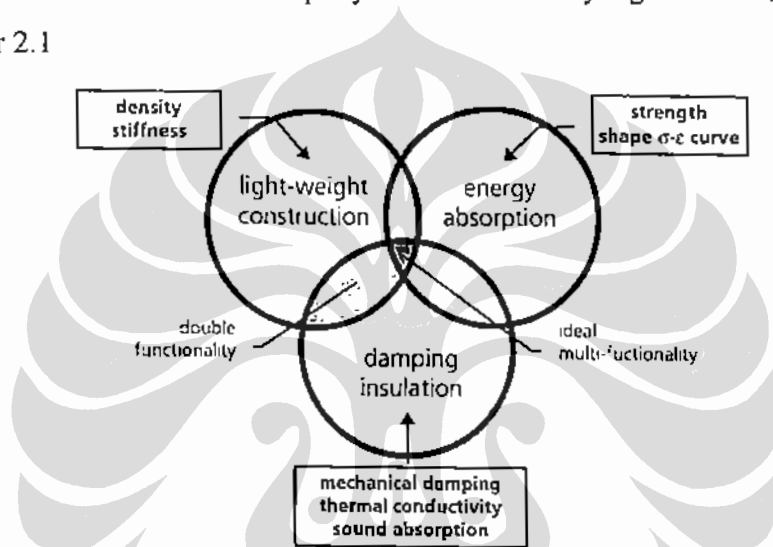 r 2.1
density
stiffness
strength
shape σ-ε curve
light-weight
construction
energy
absorption
double
functionality
ideal
multi-fuctionality
damping
insulation
mechanical damping
thermal conductivity
sound absorption